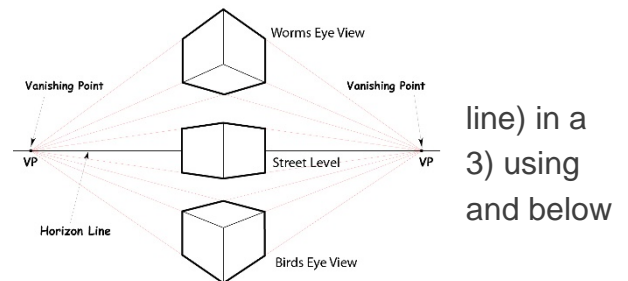 Worms Eye View
Vanishing Point
Vanishing Point
line) in a
VP
Street Level
VP
3) using
Horizon Line
and below
Birds Eye View